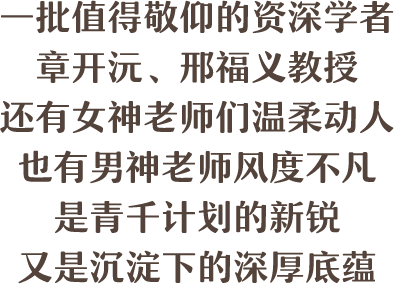 一批值得敬仰的资深学者
章开沅、邢福义教授
还有女神老师们温柔动人
也有男神老师风度不凡
是青千计划的新锐
又是沉淀下的深厚底蕴